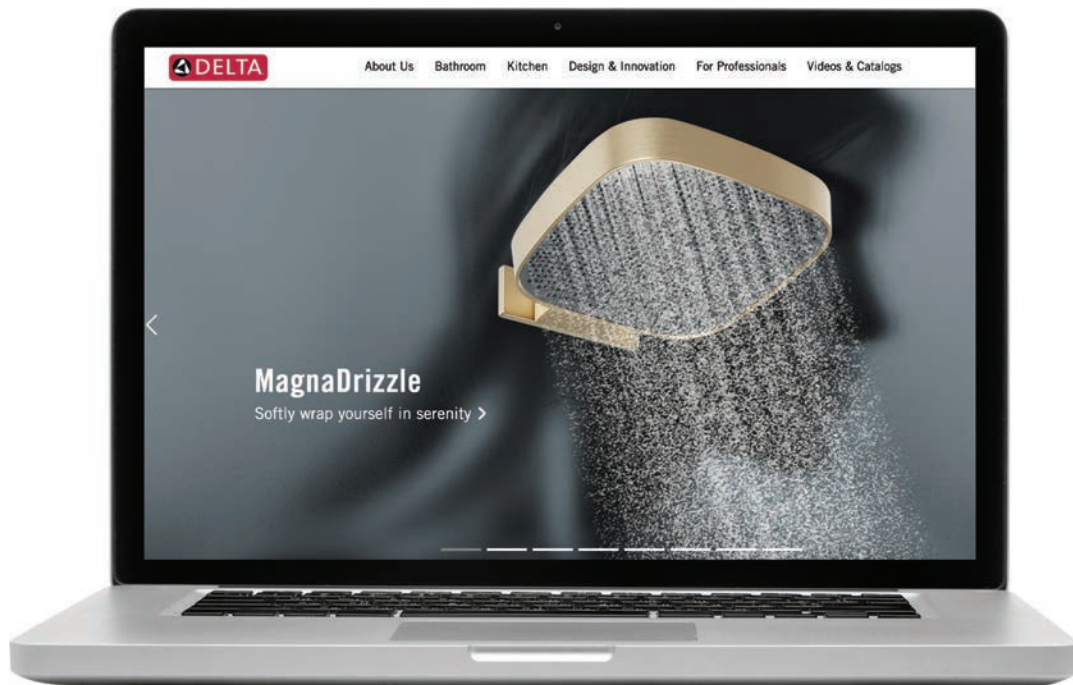 DELTA
About Us Bathroom Kitchen Design & Innovation For Professionals Videos & Catalogs
MagnaDrizzle
Softly wrap yourself in serenity